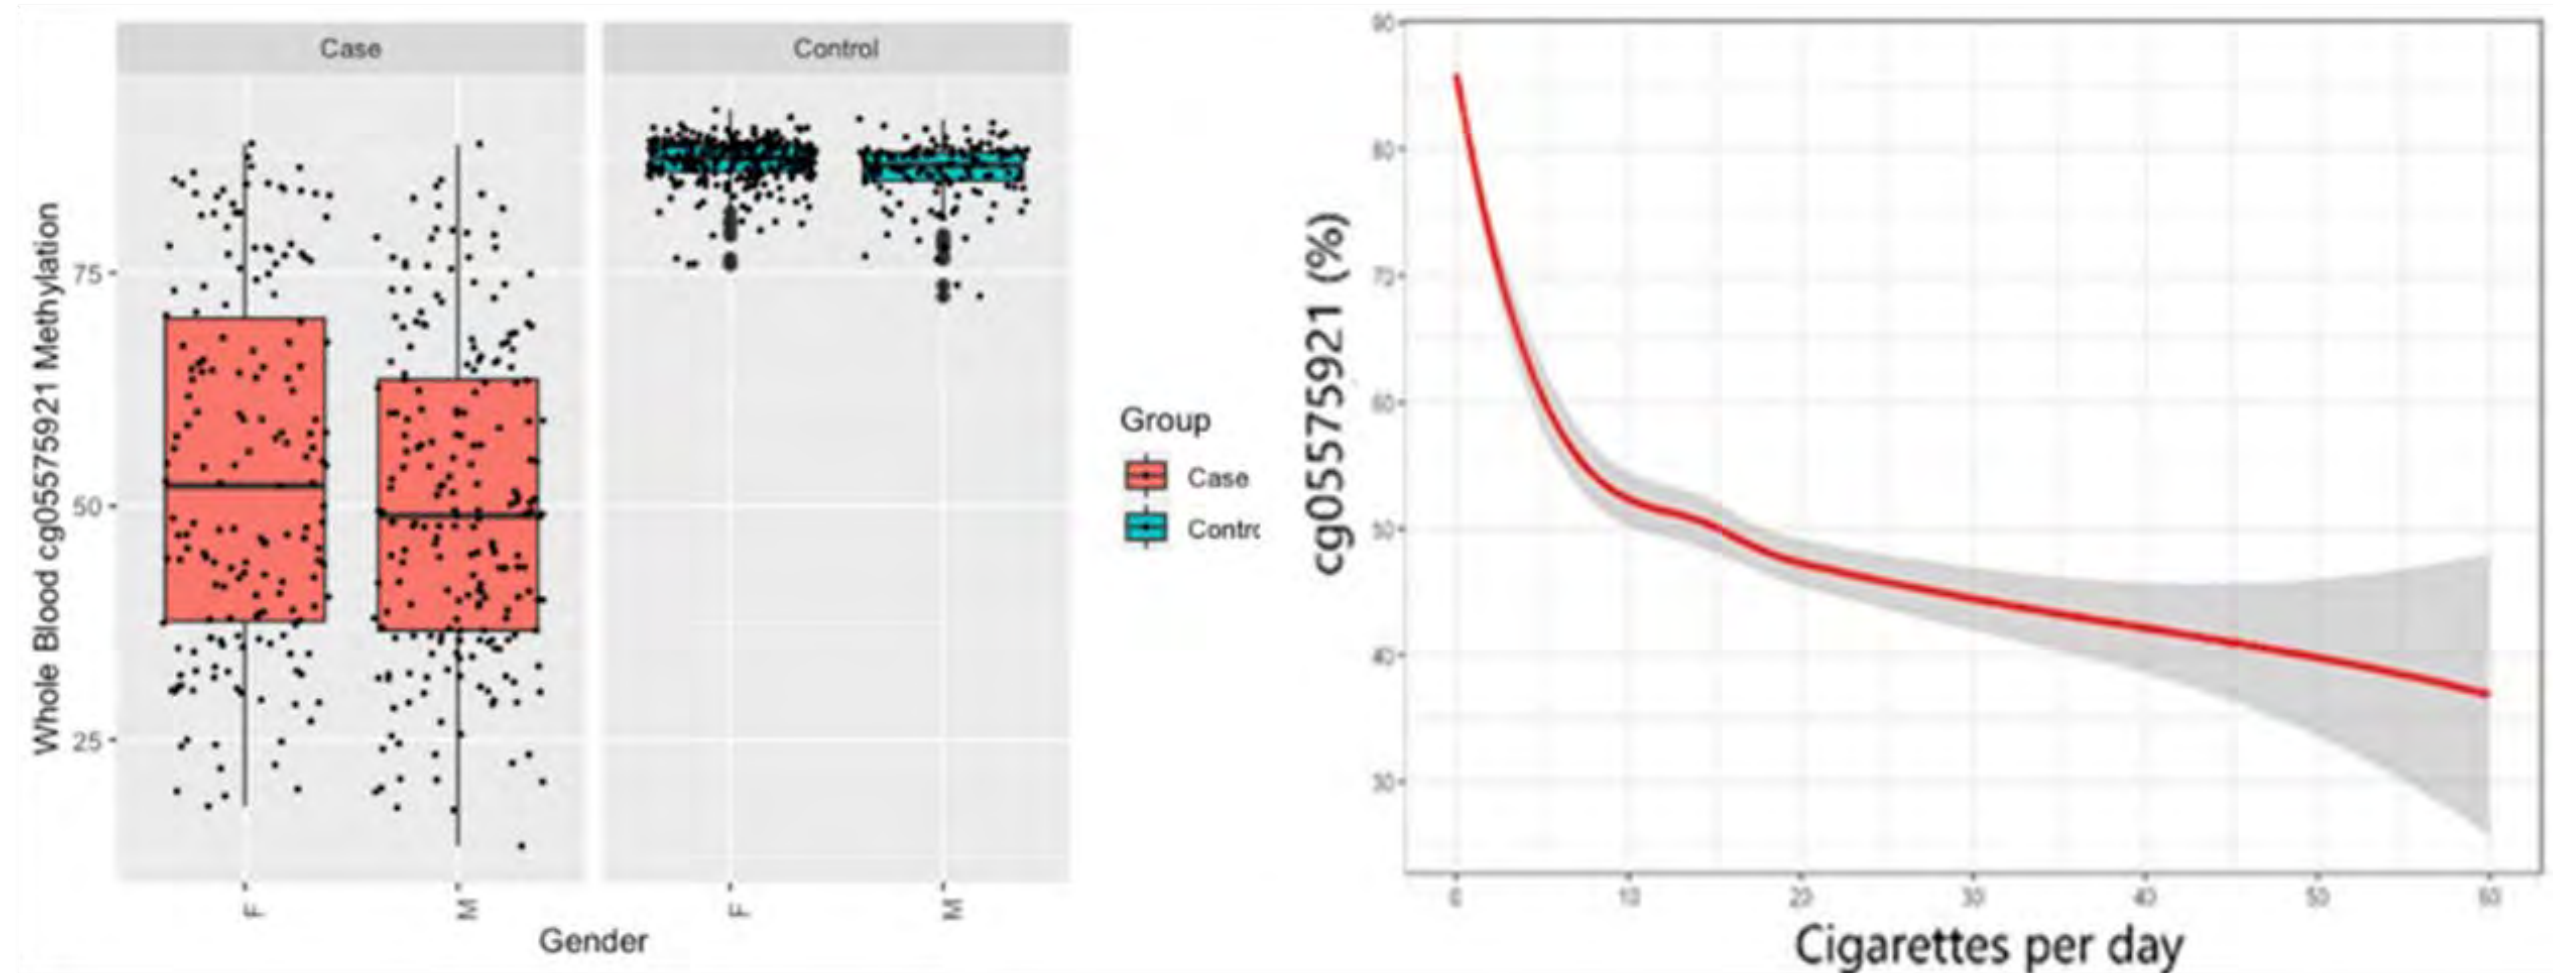 Case
Control
Whole Blood cg05575921 Methylation
75
50
25
F
M
F
M
Gender
Group
Case
Contro
cg05575921 (%)
90
80
70
60
50
40
30
0
10
20
30
40
50
60
Cigarettes per day